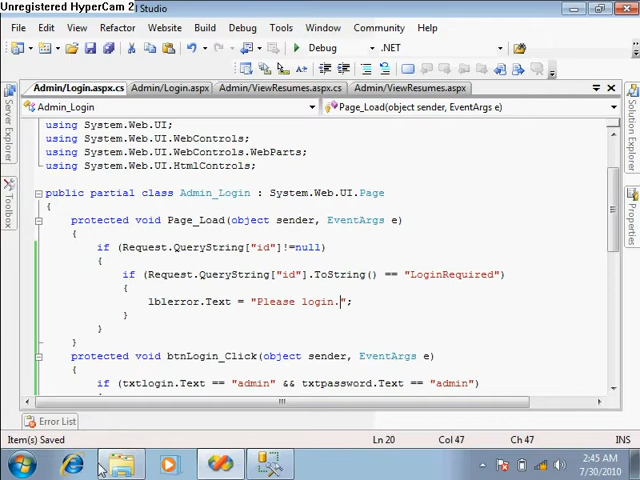 Unregistered HyperCam 2
Studio
File Edit View Refactor Website Build Debug Tools Window Community Help
Debug .NET
Admin/Login.aspx.cs Admin/Login.aspx Admin/ViewResumes.aspx.cs Admin/ViewResumes.aspx
Admin_Login Page_Load(object sender, EventArgs e)
using System.Web.UI;
using System.Web.UI.WebControls;
using System.Web.UI.WebControls.WebParts;
using System.Web.UI.HtmlControls;
public partial class Admin_Login : System.Web.UI.Page
{
protected void Page_Load(object sender, EventArgs e)
{
if (Request.QueryString["id"]!=null)
{
if (Request.QueryString["id"].ToString() == "LoginRequired")
{
lblerror.Text = "Please login.";
}
}
}
protected void btnLogin_Click(object sender, EventArgs e)
{
if (txtlogin.Text == "admin" && txtpassword.Text == "admin")
Server Explorer
Toolbox
Solution Explorer
Properties
Error List
Item(s) Saved Ln 20 Col 47 Ch 47 INS
2:45 AM
7/30/2010